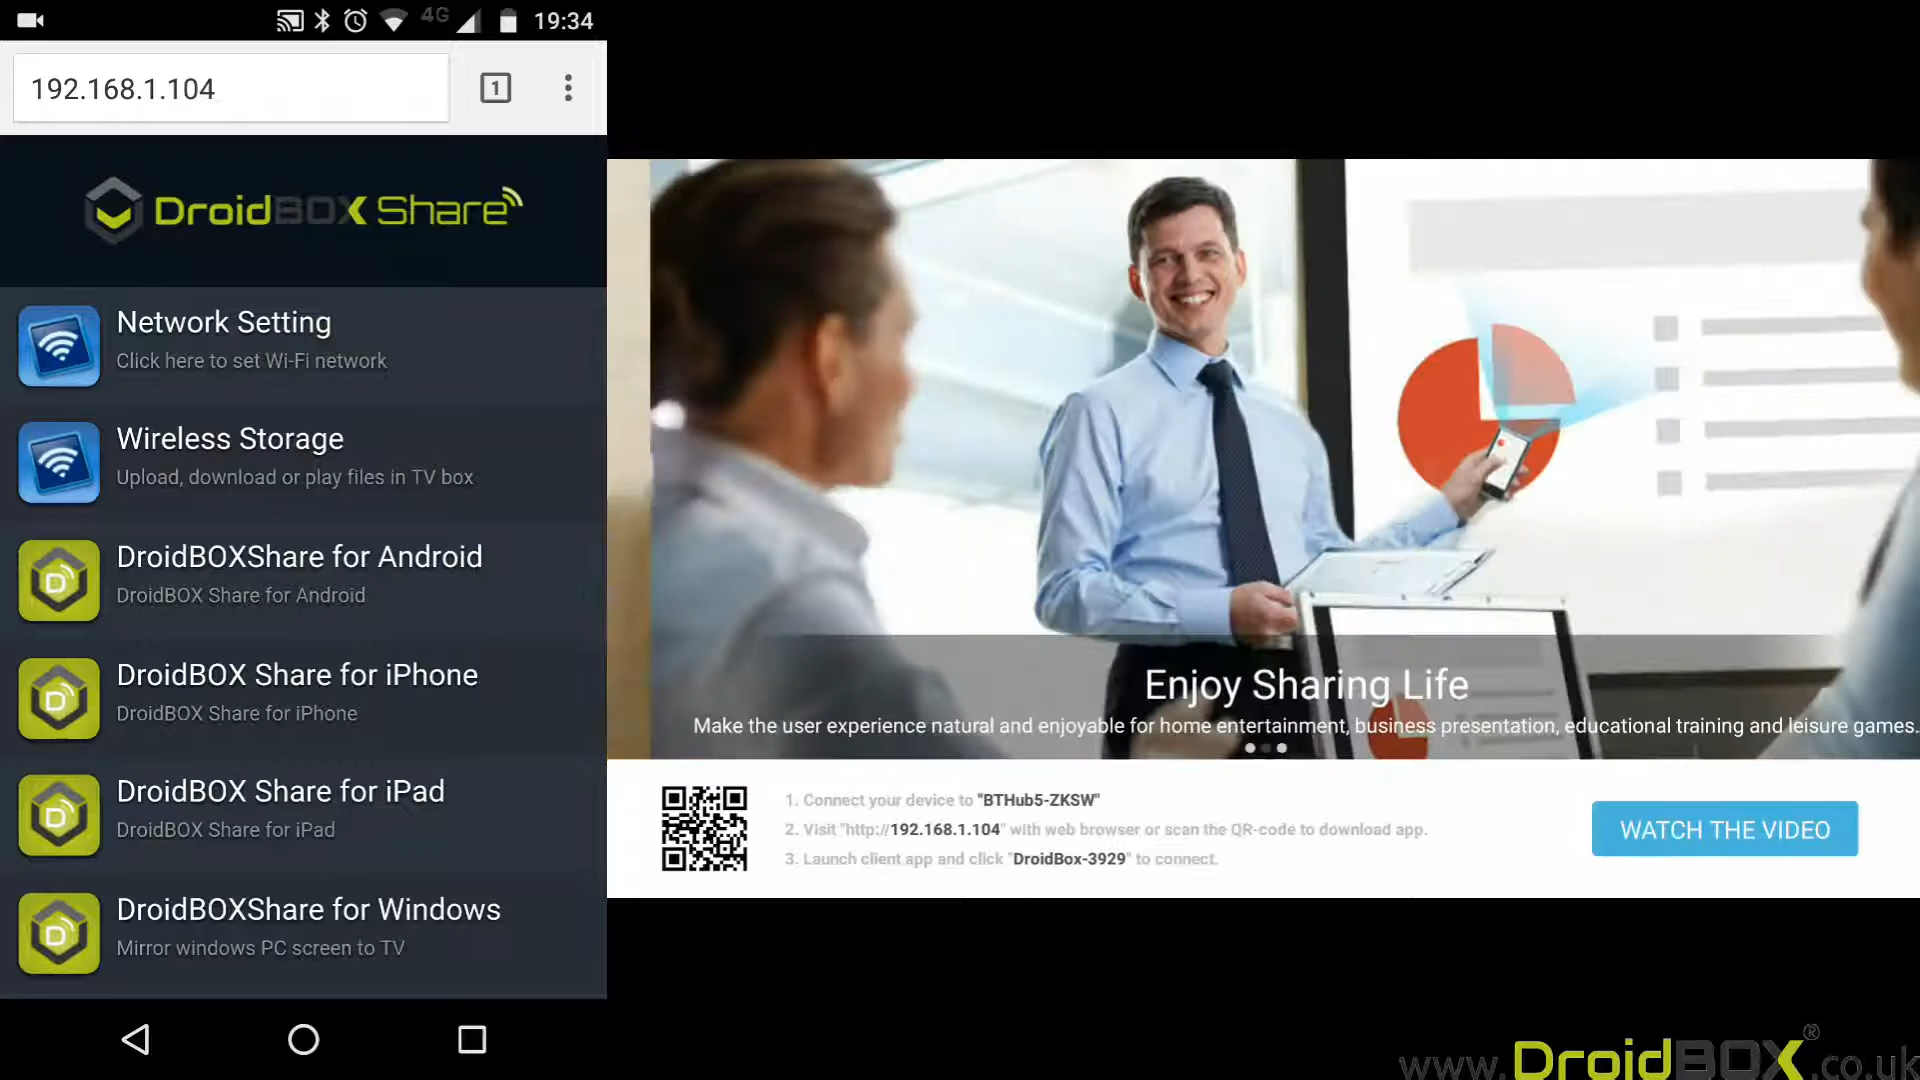 4G 19:34
192.168.1.104
1
DroidBOX Share
Network Setting
Click here to set Wi-Fi network
Wireless Storage
Upload, download or play files in TV box
DroidBOXShare for Android
DroidBOX Share for Android
DroidBOX Share for iPhone
DroidBOX Share for iPhone
DroidBOX Share for iPad
DroidBOX Share for iPad
DroidBOXShare for Windows
Mirror windows PC screen to TV
Enjoy Sharing Life
Make the user experience natural and enjoyable for home entertainment, business presentation, educational training and leisure games..
1. Connect your device to "BTHub5-ZKSW"
2. Visit "http://192.168.1.104" with web browser or scan the QR-code to download app.
3. Launch client app and click "DroidBox-3929" to connect.
WATCH THE VIDEO
www.DroidBOX®.co.uk